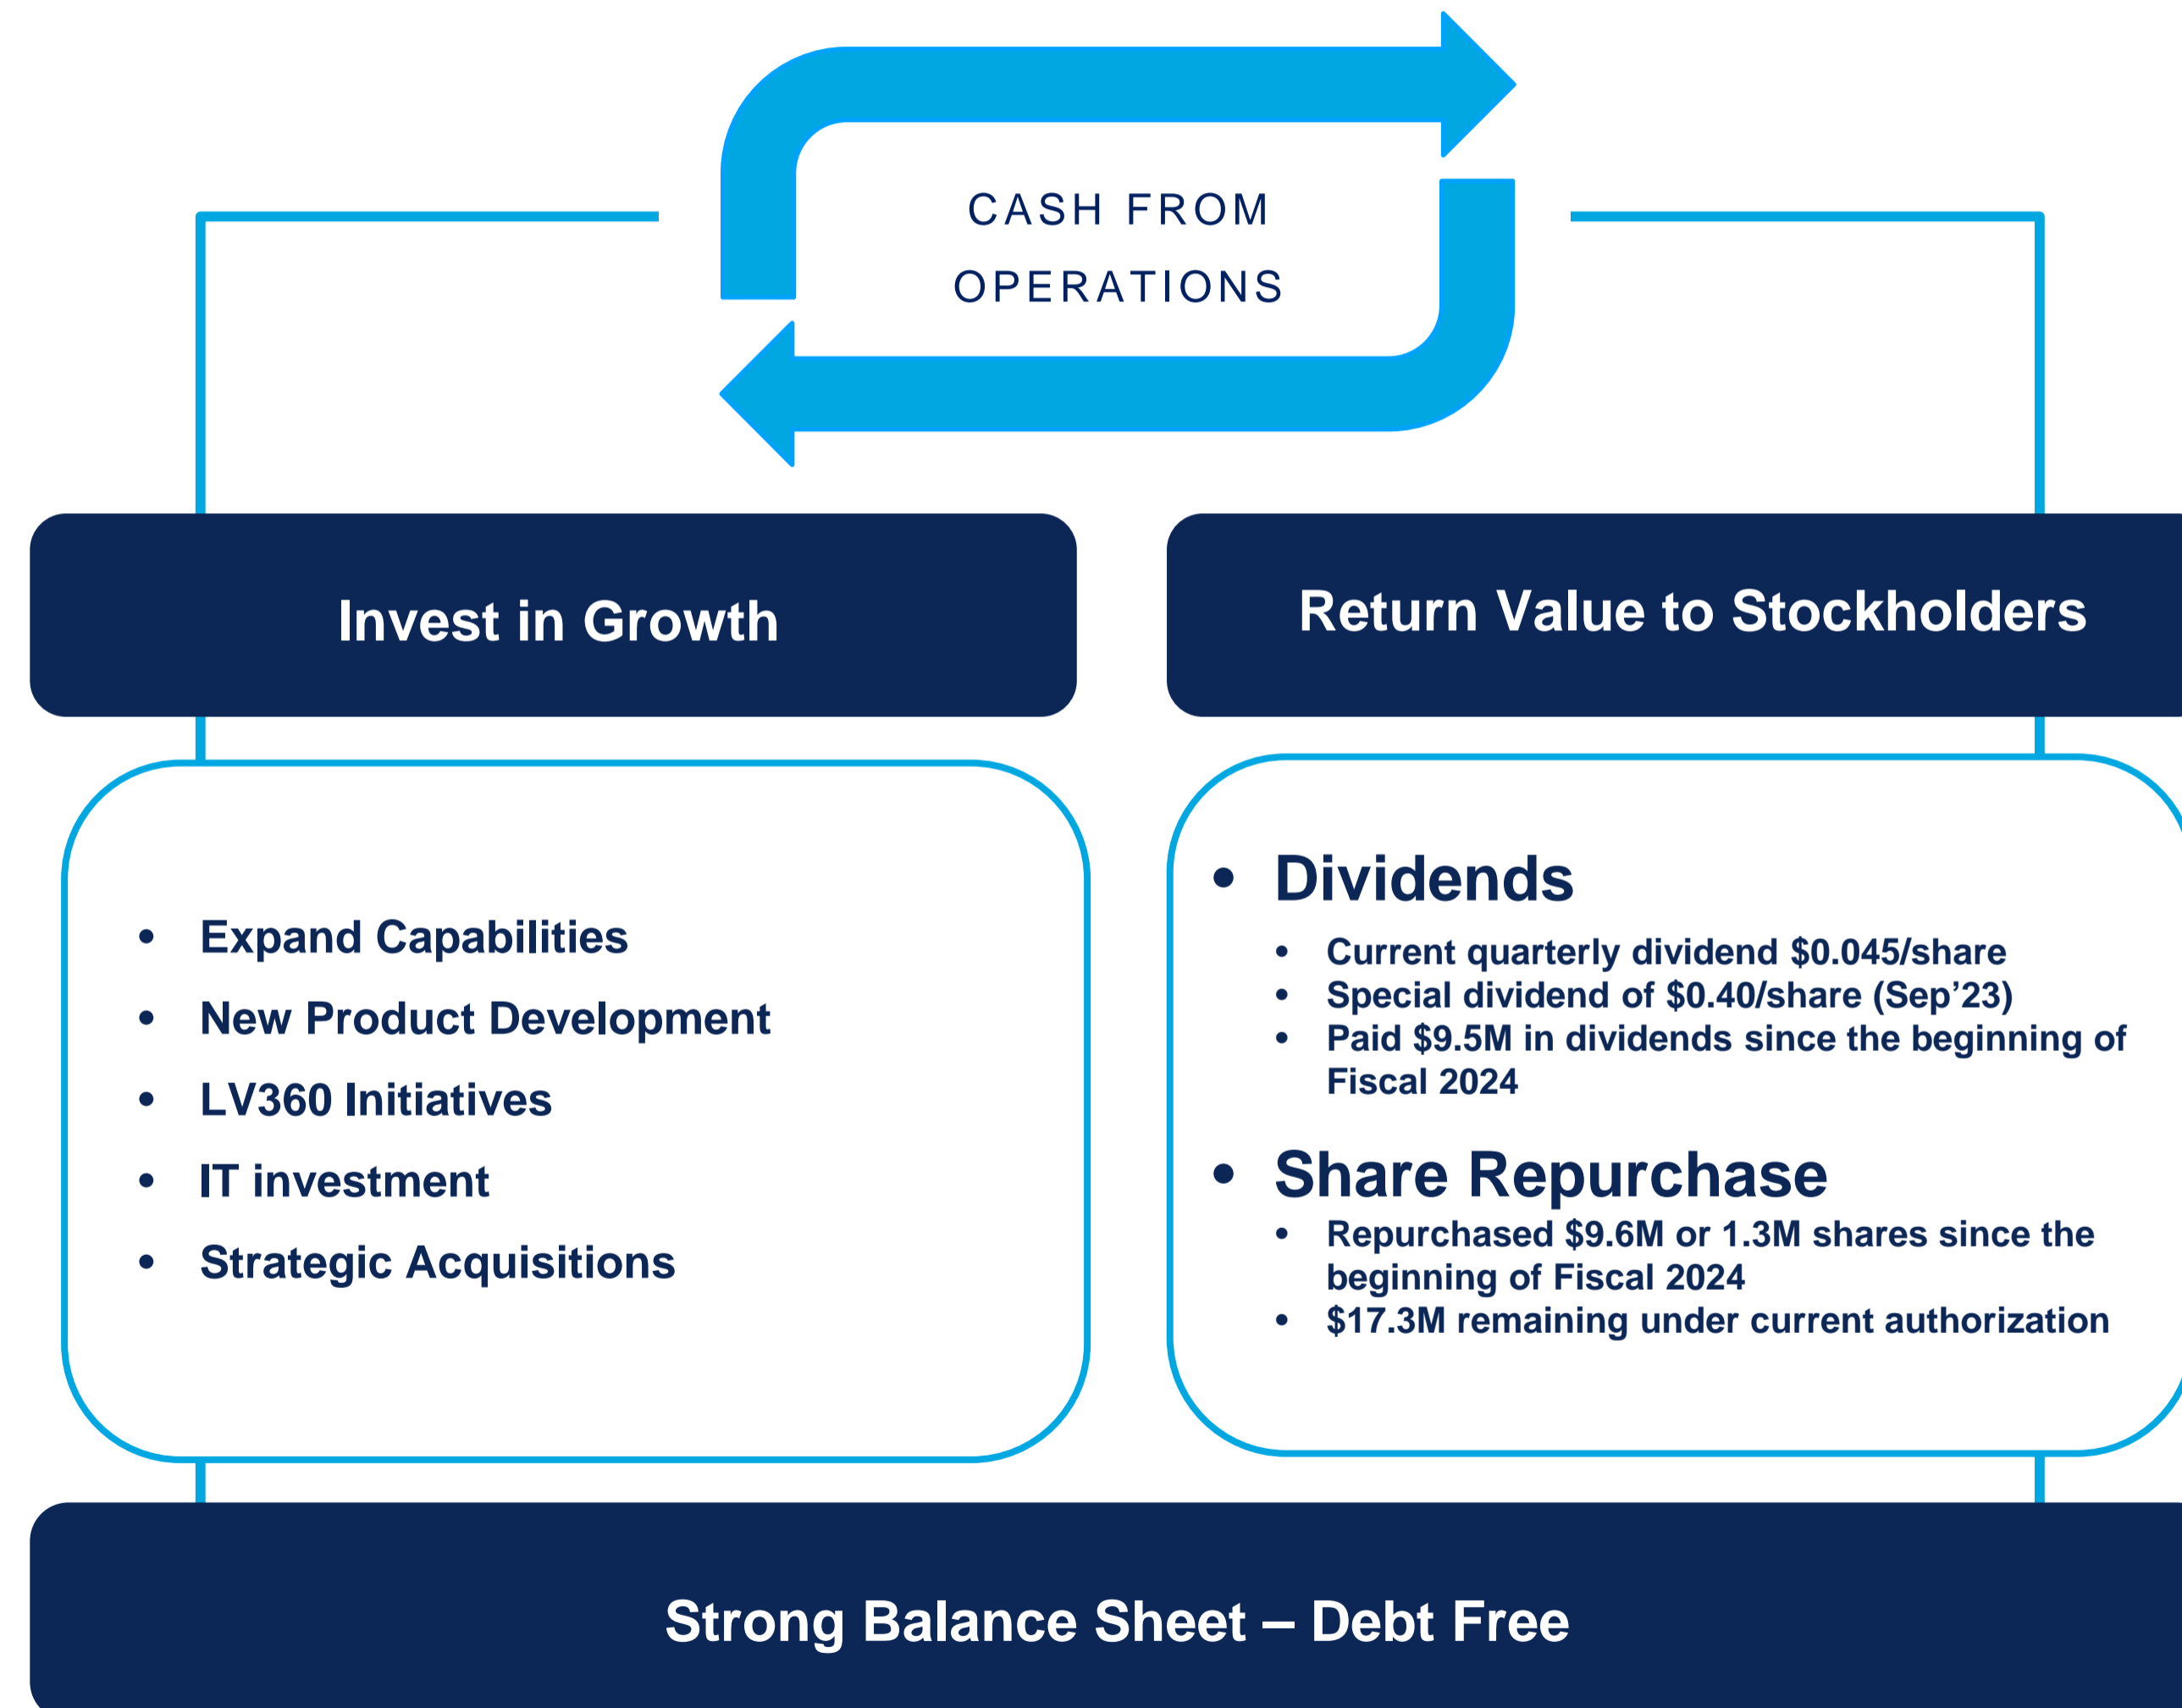 CASH FROM
OPERATIONS
Invest in Growth
• Expand Capabilities
• New Product Development
• LV360 Initiatives
• IT investment
• Strategic Acquisitions
Return Value to Stockholders
• Dividends
• Current quarterly dividend $0.045/share
• Special dividend of $0.40/share (Sep’23)
• Paid $9.5M in dividends since the beginning of
Fiscal 2024
• Share Repurchase
• Repurchased $9.6M or 1.3M shares since the
beginning of Fiscal 2024
• $17.3M remaining under current authorization
Strong Balance Sheet – Debt Free